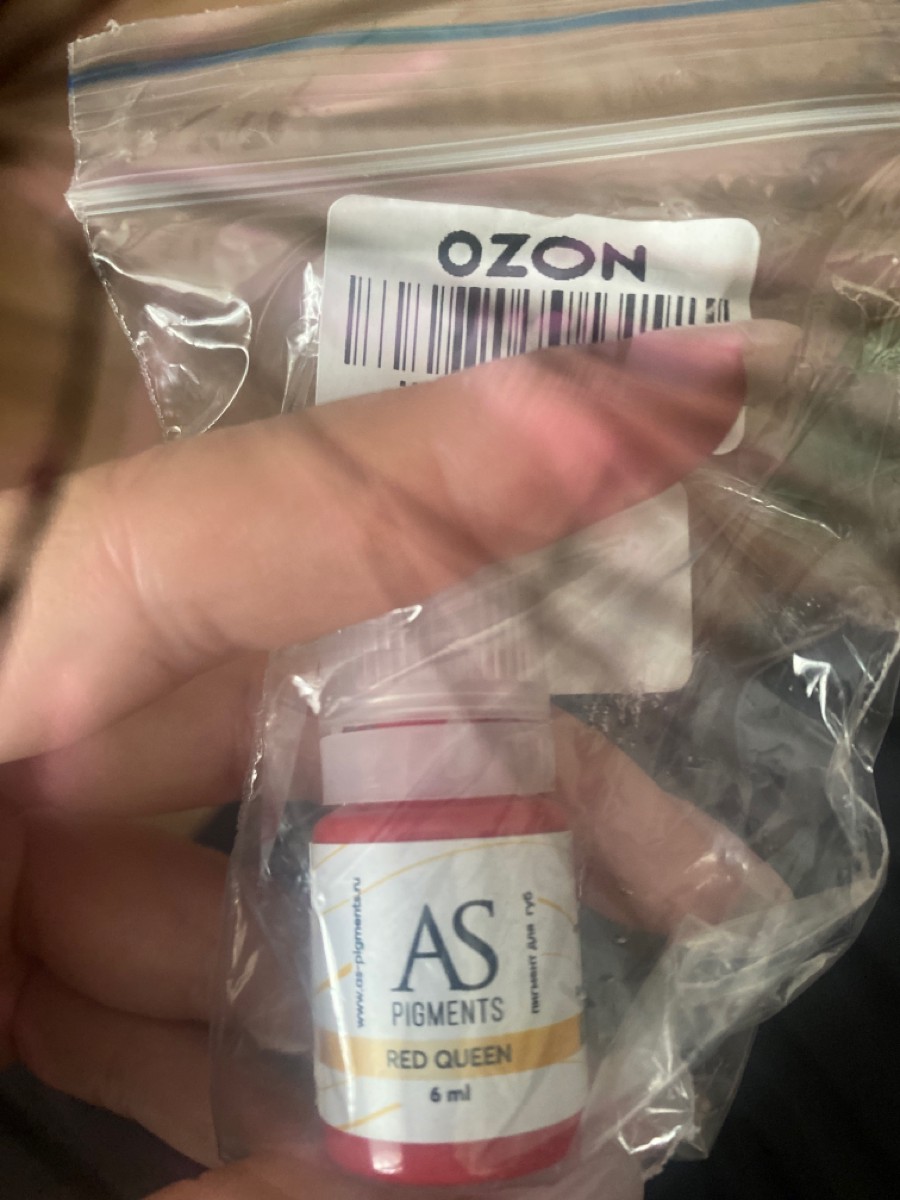 OZON
www.as-pigments.ru
AS
PIGMENTS
пигмент для губ
RED QUEEN
6 ml